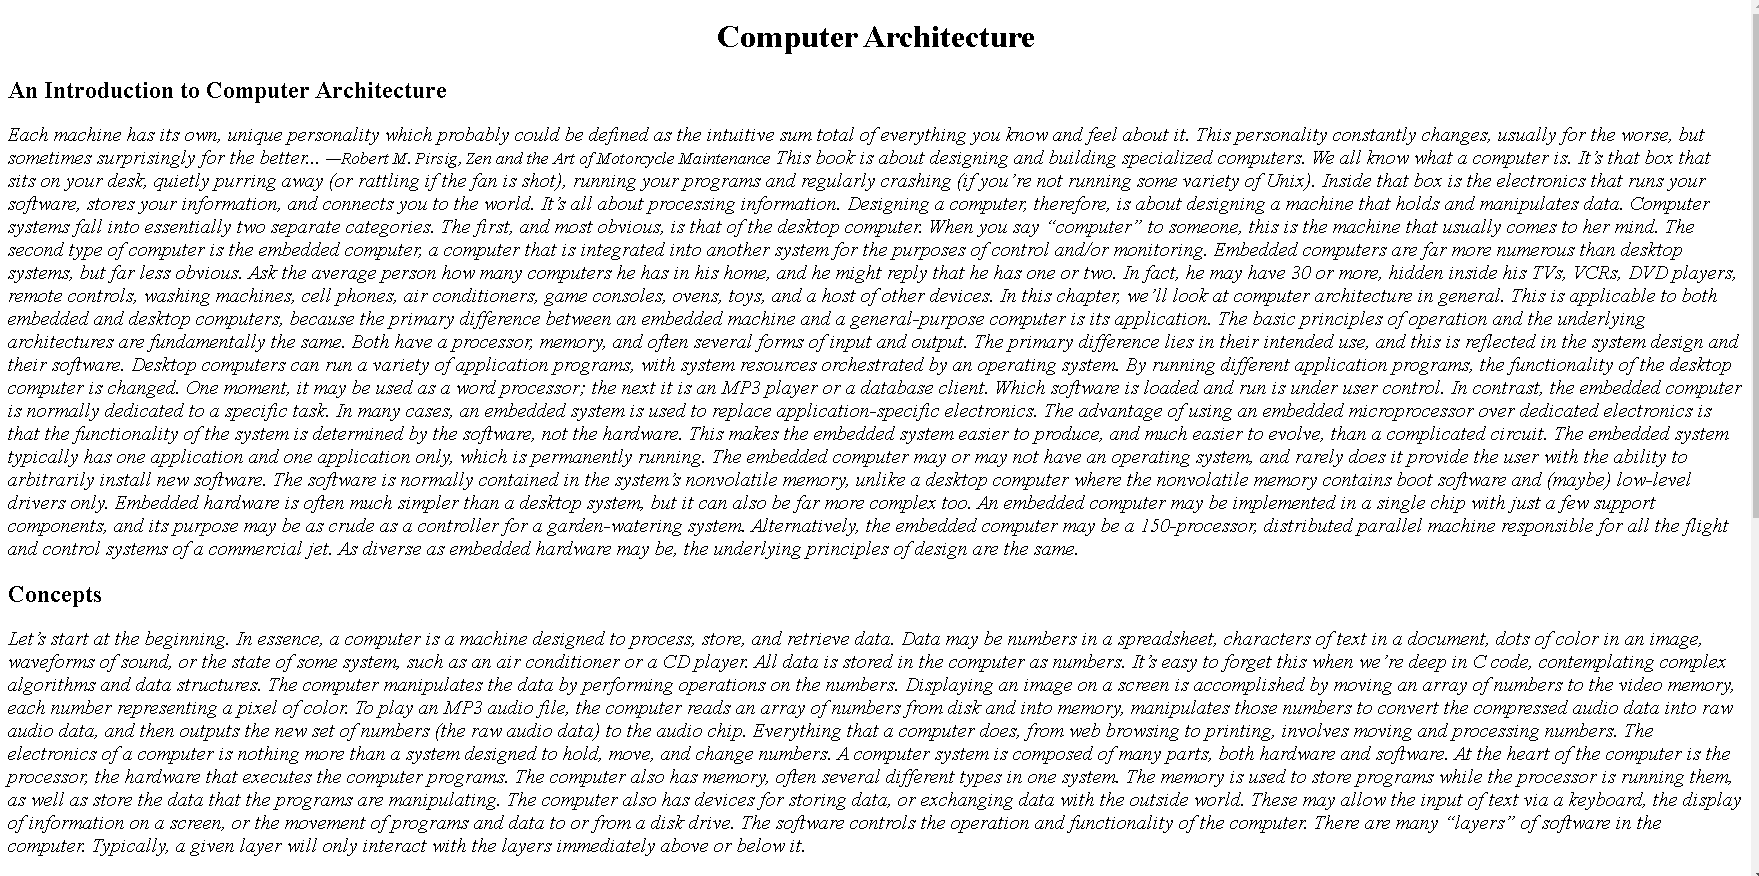 Computer Architecture
An Introduction to Computer Architecture
Each machine has its own, unique personality which probably could be defined as the intuitive sum total of everything you know and feel about it. This personality constantly changes, usually for the worse, but
sometimes surprisingly for the better... —Robert M. Pirsig, Zen and the Art of Motorcycle Maintenance This book is about designing and building specialized computers. We all know what a computer is. It’s that box that
sits on your desk, quietly purring away (or rattling if the fan is shot), running your programs and regularly crashing (if you’re not running some variety of Unix). Inside that box is the electronics that runs your
software, stores your information, and connects you to the world. It’s all about processing information. Designing a computer, therefore, is about designing a machine that holds and manipulates data. Computer
systems fall into essentially two separate categories. The first, and most obvious, is that of the desktop computer. When you say “computer” to someone, this is the machine that usually comes to her mind. The
second type of computer is the embedded computer, a computer that is integrated into another system for the purposes of control and/or monitoring. Embedded computers are far more numerous than desktop
systems, but far less obvious. Ask the average person how many computers he has in his home, and he might reply that he has one or two. In fact, he may have 30 or more, hidden inside his TVs, VCRs, DVD players,
remote controls, washing machines, cell phones, air conditioners, game consoles, ovens, toys, and a host of other devices. In this chapter, we’ll look at computer architecture in general. This is applicable to both
embedded and desktop computers, because the primary difference between an embedded machine and a general-purpose computer is its application. The basic principles of operation and the underlying
architectures are fundamentally the same. Both have a processor, memory, and often several forms of input and output. The primary difference lies in their intended use, and this is reflected in the system design and
their software. Desktop computers can run a variety of application programs, with system resources orchestrated by an operating system. By running different application programs, the functionality of the desktop
computer is changed. One moment, it may be used as a word processor; the next it is an MP3 player or a database client. Which software is loaded and run is under user control. In contrast, the embedded computer
is normally dedicated to a specific task. In many cases, an embedded system is used to replace application-specific electronics. The advantage of using an embedded microprocessor over dedicated electronics is
that the functionality of the system is determined by the software, not the hardware. This makes the embedded system easier to produce, and much easier to evolve, than a complicated circuit. The embedded system
typically has one application and one application only, which is permanently running. The embedded computer may or may not have an operating system, and rarely does it provide the user with the ability to
arbitrarily install new software. The software is normally contained in the system’s nonvolatile memory, unlike a desktop computer where the nonvolatile memory contains boot software and (maybe) low-level
drivers only. Embedded hardware is often much simpler than a desktop system, but it can also be far more complex too. An embedded computer may be implemented in a single chip with just a few support
components, and its purpose may be as crude as a controller for a garden-watering system. Alternatively, the embedded computer may be a 150-processor, distributed parallel machine responsible for all the flight
and control systems of a commercial jet. As diverse as embedded hardware may be, the underlying principles of design are the same.
Concepts
Let’s start at the beginning. In essence, a computer is a machine designed to process, store, and retrieve data. Data may be numbers in a spreadsheet, characters of text in a document, dots of color in an image,
waveforms of sound, or the state of some system, such as an air conditioner or a CD player. All data is stored in the computer as numbers. It’s easy to forget this when we’re deep in C code, contemplating complex
algorithms and data structures. The computer manipulates the data by performing operations on the numbers. Displaying an image on a screen is accomplished by moving an array of numbers to the video memory,
each number representing a pixel of color. To play an MP3 audio file, the computer reads an array of numbers from disk and into memory, manipulates those numbers to convert the compressed audio data into raw
audio data, and then outputs the new set of numbers (the raw audio data) to the audio chip. Everything that a computer does, from web browsing to printing, involves moving and processing numbers. The
electronics of a computer is nothing more than a system designed to hold, move, and change numbers. A computer system is composed of many parts, both hardware and software. At the heart of the computer is the
processor, the hardware that executes the computer programs. The computer also has memory, often several different types in one system. The memory is used to store programs while the processor is running them,
as well as store the data that the programs are manipulating. The computer also has devices for storing data, or exchanging data with the outside world. These may allow the input of text via a keyboard, the display
of information on a screen, or the movement of programs and data to or from a disk drive. The software controls the operation and functionality of the computer. There are many “layers” of software in the
computer. Typically, a given layer will only interact with the layers immediately above or below it.